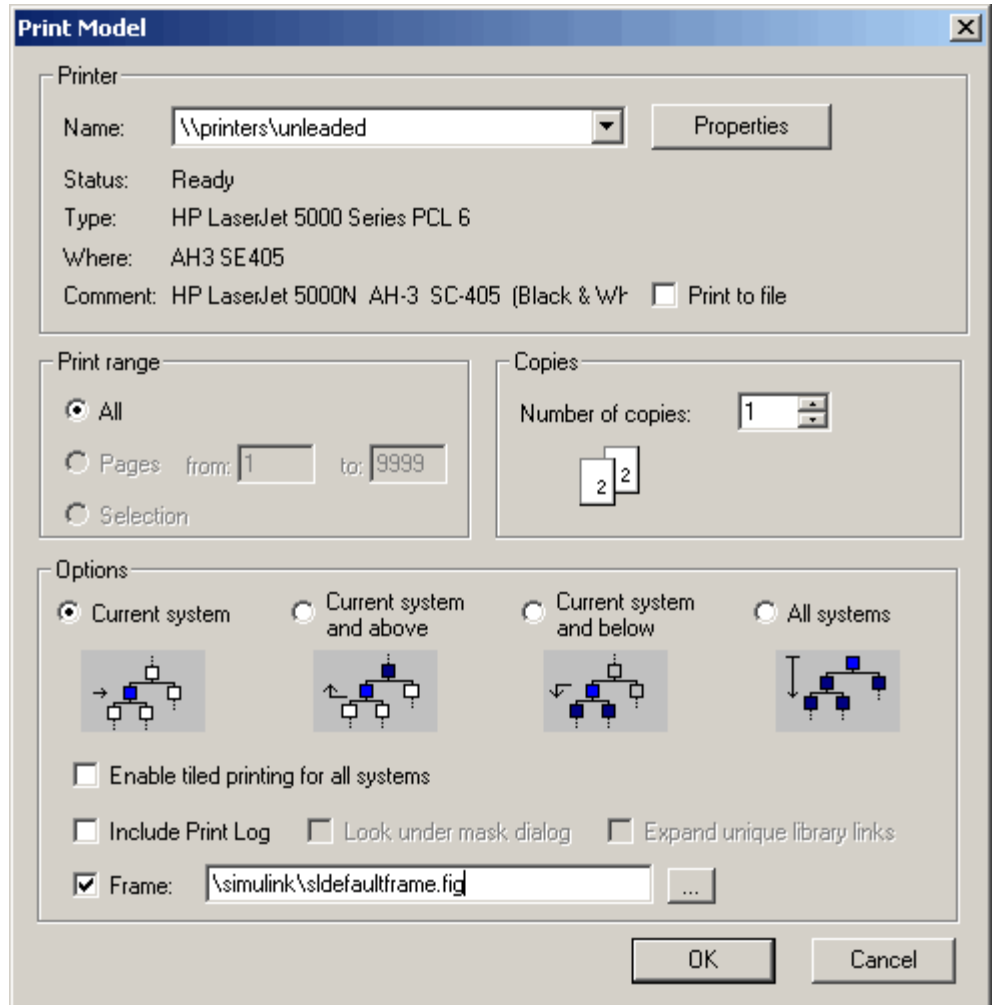 Print Model
Printer
Name: \\printers\unleaded Properties
Status: Ready
Type: HP LaserJet 5000 Series PCL 6
Where: AH3 SE405
Comment: HP LaserJet 5000N AH-3 SC-405 (Black & Wh Print to file
Print range
All
Pages from: 1 to: 9999
Selection
Copies
Number of copies: 1
2 2
Options
Current system
Current system
and above
Current system
and below
All systems
Enable tiled printing for all systems
Include Print Log Look under mask dialog Expand unique library links
Frame: \simulink\sldefaultframe.fig ...
OK Cancel